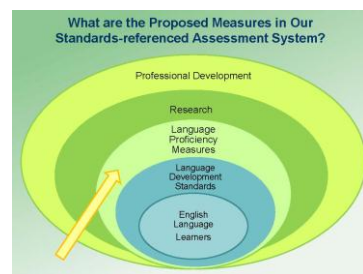 What are the Proposed Measures in Our
Standards-referenced Assessment System?
Professional Development
Research
Language
Proficiency
Measures
Language
Development
Standards
English
Language
Learners